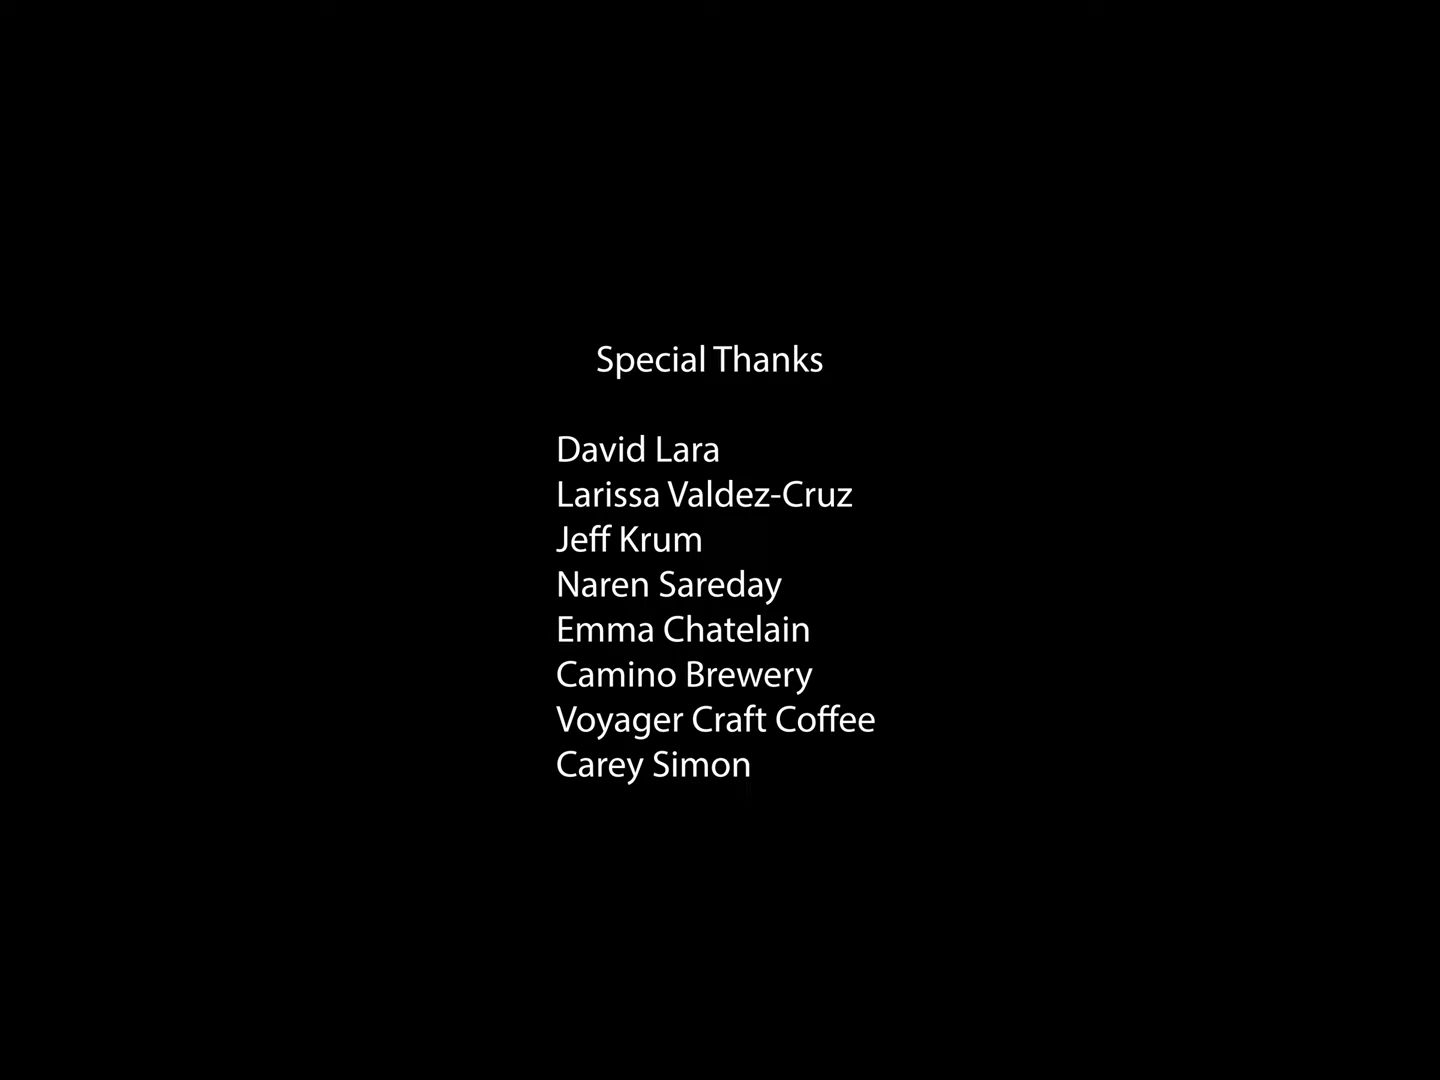 Special Thanks
David Lara
Larissa Valdez-Cruz
Jeff Krum
Naren Sareday
Emma Chatelain
Camino Brewery
Voyager Craft Coffee
Carey Simon